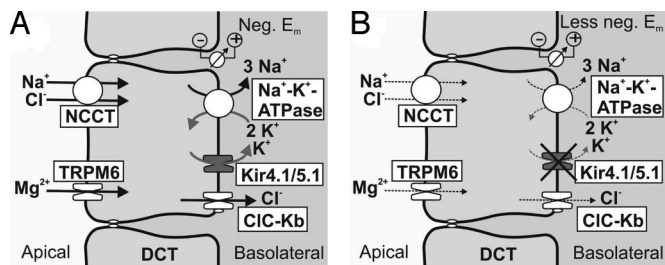 A
Neg. Eₘ
Na⁺
Cl⁻
NCCT
3 Na⁺
Na⁺-K⁺-
ATPase
2 K⁺
K⁺
TRPM6
Kir4.1/5.1
Mg²⁺
Cl⁻
ClC-Kb
Apical
DCT
Basolateral
B
Less neg. Eₘ
Na⁺
Cl⁻
NCCT
3 Na⁺
Na⁺-K⁺-
ATPase
2 K⁺
K⁺
TRPM6
Kir4.1/5.1
Mg²⁺
Cl⁻
ClC-Kb
Apical
DCT
Basolateral